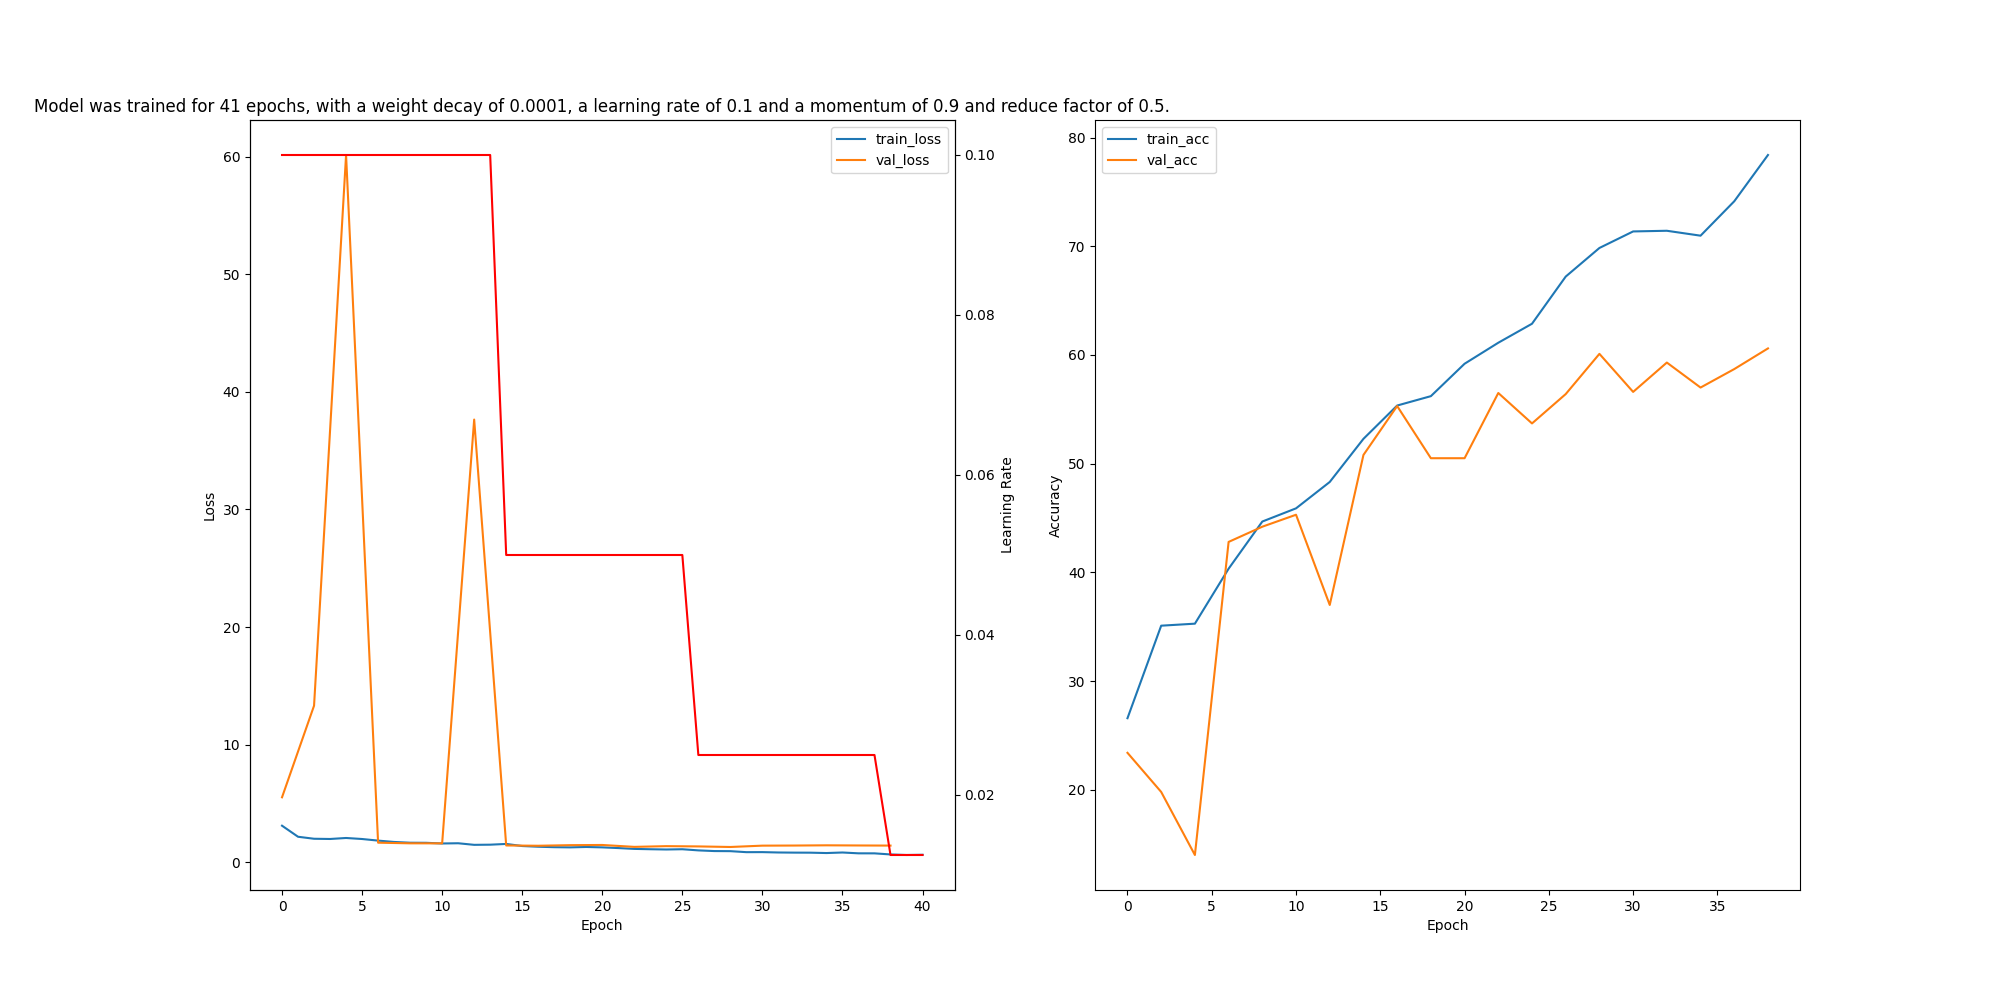 Model was trained for 41 epochs, with a weight decay of 0.0001, a learning rate of 0.1 and a momentum of 0.9 and reduce factor of 0.5.
train_loss
val_loss
60
50
40
30
20
10
0
Loss
0 5 10 15 20 25 30 35 40
Epoch
0.10
0.08
0.06
0.04
0.02
Learning Rate
train_acc
val_acc
80
70
60
50
40
30
20
Accuracy
0 5 10 15 20 25 30 35
Epoch